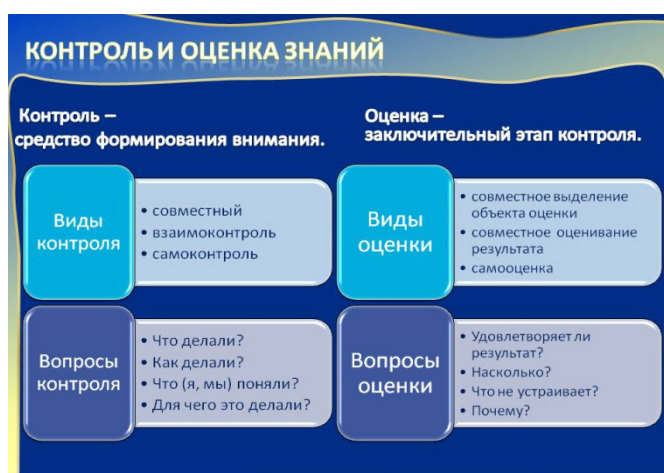 КОНТРОЛЬ И ОЦЕНКА ЗНАНИЙ
Контроль –
средство формирования внимания.
Виды
контроля
• совместный
• взаимоконтроль
• самоконтроль
Вопросы
контроля
• Что делали?
• Как делали?
• Что (я, мы) поняли?
• Для чего это делали?
Оценка –
заключительный этап контроля.
Виды
оценки
• совместное выделение
объекта оценки
• совместное оценивание
результата
• самооценка
Вопросы
оценки
• Удовлетворяет ли
результат?
• Насколько?
• Что не устраивает?
• Почему?